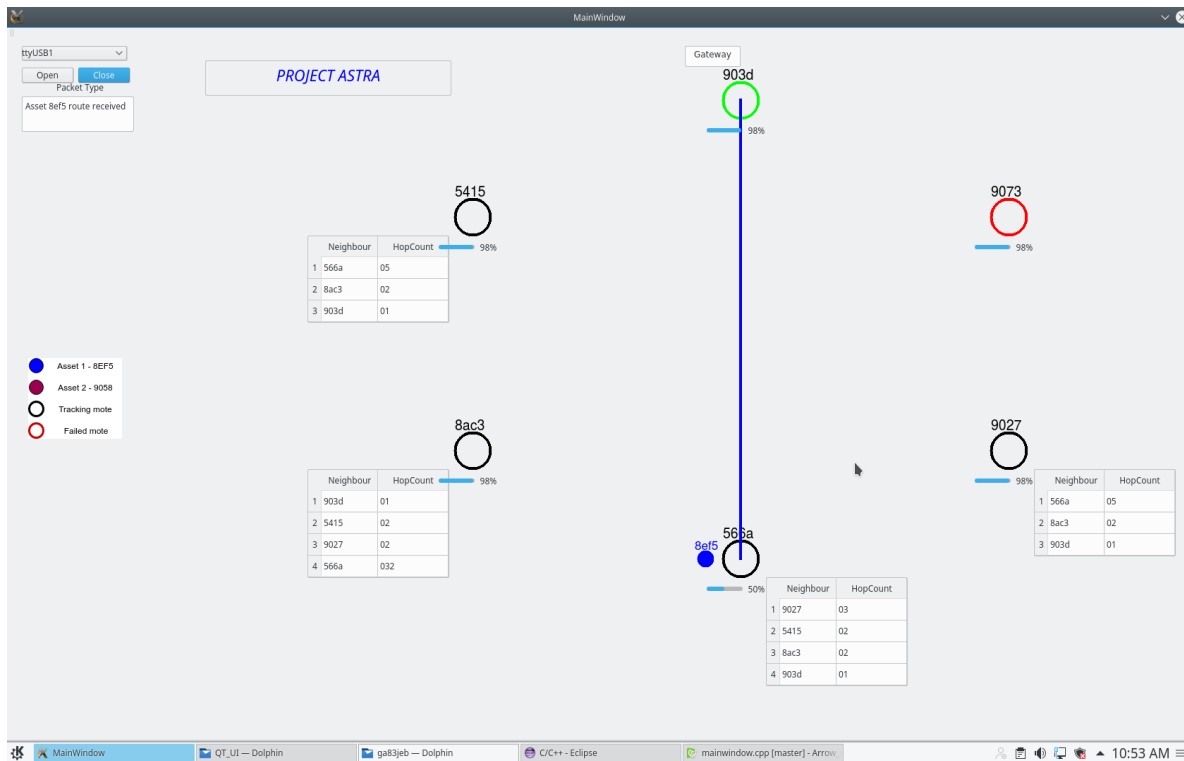 MainWindow
ttyUSB1
Open Close
Packet Type
Asset 8ef5 route received
PROJECT ASTRA
Gateway
903d
98%
5415
98%
Neighbour HopCount
1 566a 05
2 8ac3 02
3 903d 01
9073
98%
Asset 1 - 8EF5
Asset 2 - 9058
Tracking mote
Failed mote
8ac3
98%
Neighbour HopCount
1 903d 01
2 5415 02
3 9027 02
4 566a 032
9027
98%
Neighbour HopCount
1 566a 05
2 8ac3 02
3 903d 01
566a
8ef5
50%
Neighbour HopCount
1 9027 03
2 5415 02
3 8ac3 02
4 903d 01
MainWindow
QT_UI — Dolphin
ga83jeb — Dolphin
C/C++ - Eclipse
mainwindow.cpp [master] - Arrow
10:53 AM